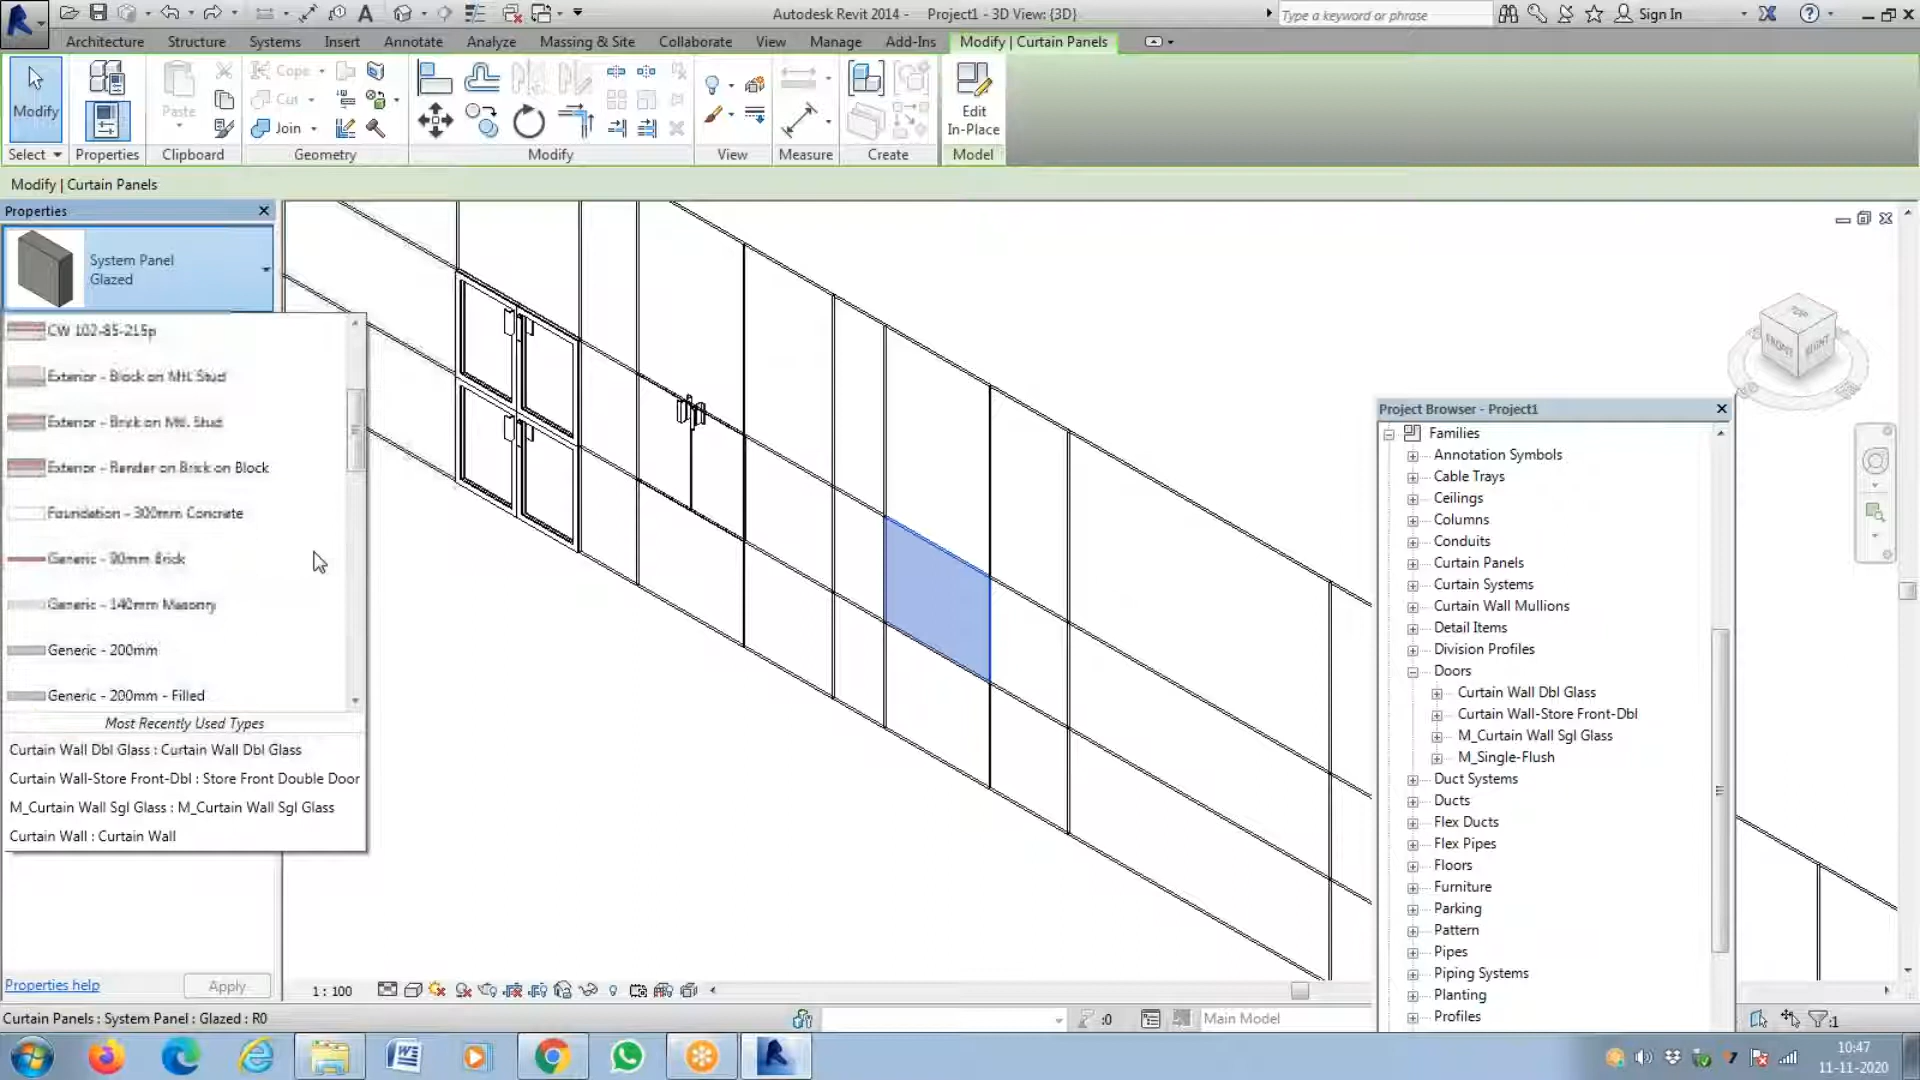 Autodesk Revit 2014 - Project1 - 3D View: {3D}
Type a keyword or phrase
Sign In
Architecture Structure Systems Insert Annotate Analyze Massing & Site Collaborate View Manage Add-Ins Modify | Curtain Panels
Modify
Paste
Cope
Cut
Join
Edit
In-Place
Select Properties Clipboard Geometry Modify View Measure Create Model
Modify | Curtain Panels
Properties
System Panel
Glazed
CW 102-85-215p
Exterior - Block on Mtl. Stud
Exterior - Brick on Mtl. Stud
Exterior - Render on Brick on Block
Foundation - 300mm Concrete
Generic - 90mm Brick
Generic - 140mm Masonry
Generic - 200mm
Generic - 200mm - Filled
Most Recently Used Types
Curtain Wall Dbl Glass : Curtain Wall Dbl Glass
Curtain Wall-Store Front-Dbl : Store Front Double Door
M_Curtain Wall Sgl Glass : M_Curtain Wall Sgl Glass
Curtain Wall : Curtain Wall
Properties help
Apply
TOP
FRONT
RIGHT
Project Browser - Project1
Families
Annotation Symbols
Cable Trays
Ceilings
Columns
Conduits
Curtain Panels
Curtain Systems
Curtain Wall Mullions
Detail Items
Division Profiles
Doors
Curtain Wall Dbl Glass
Curtain Wall-Store Front-Dbl
M_Curtain Wall Sgl Glass
M_Single-Flush
Duct Systems
Ducts
Flex Ducts
Flex Pipes
Floors
Furniture
Parking
Pattern
Pipes
Piping Systems
Planting
Profiles
1 : 100
Curtain Panels : System Panel : Glazed : R0
:0
Main Model
:1
10:47
11-11-2020